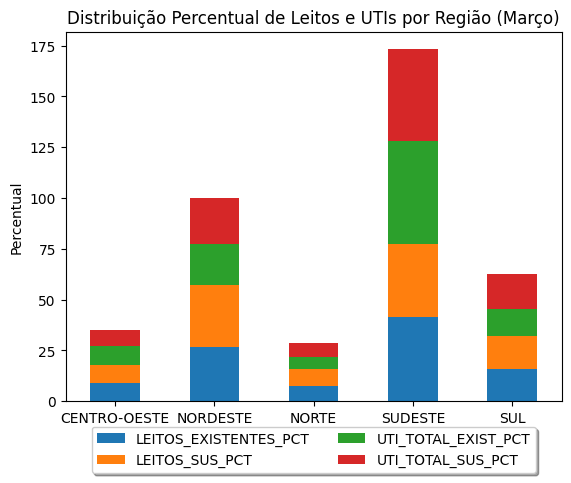 Distribuição Percentual de Leitos e UTIs por Região (Março)
Percentual
175
150
125
100
75
50
25
0
CENTRO-OESTE NORDESTE NORTE SUDESTE SUL
LEITOS_EXISTENTES_PCT UTI_TOTAL_EXIST_PCT
LEITOS_SUS_PCT UTI_TOTAL_SUS_PCT